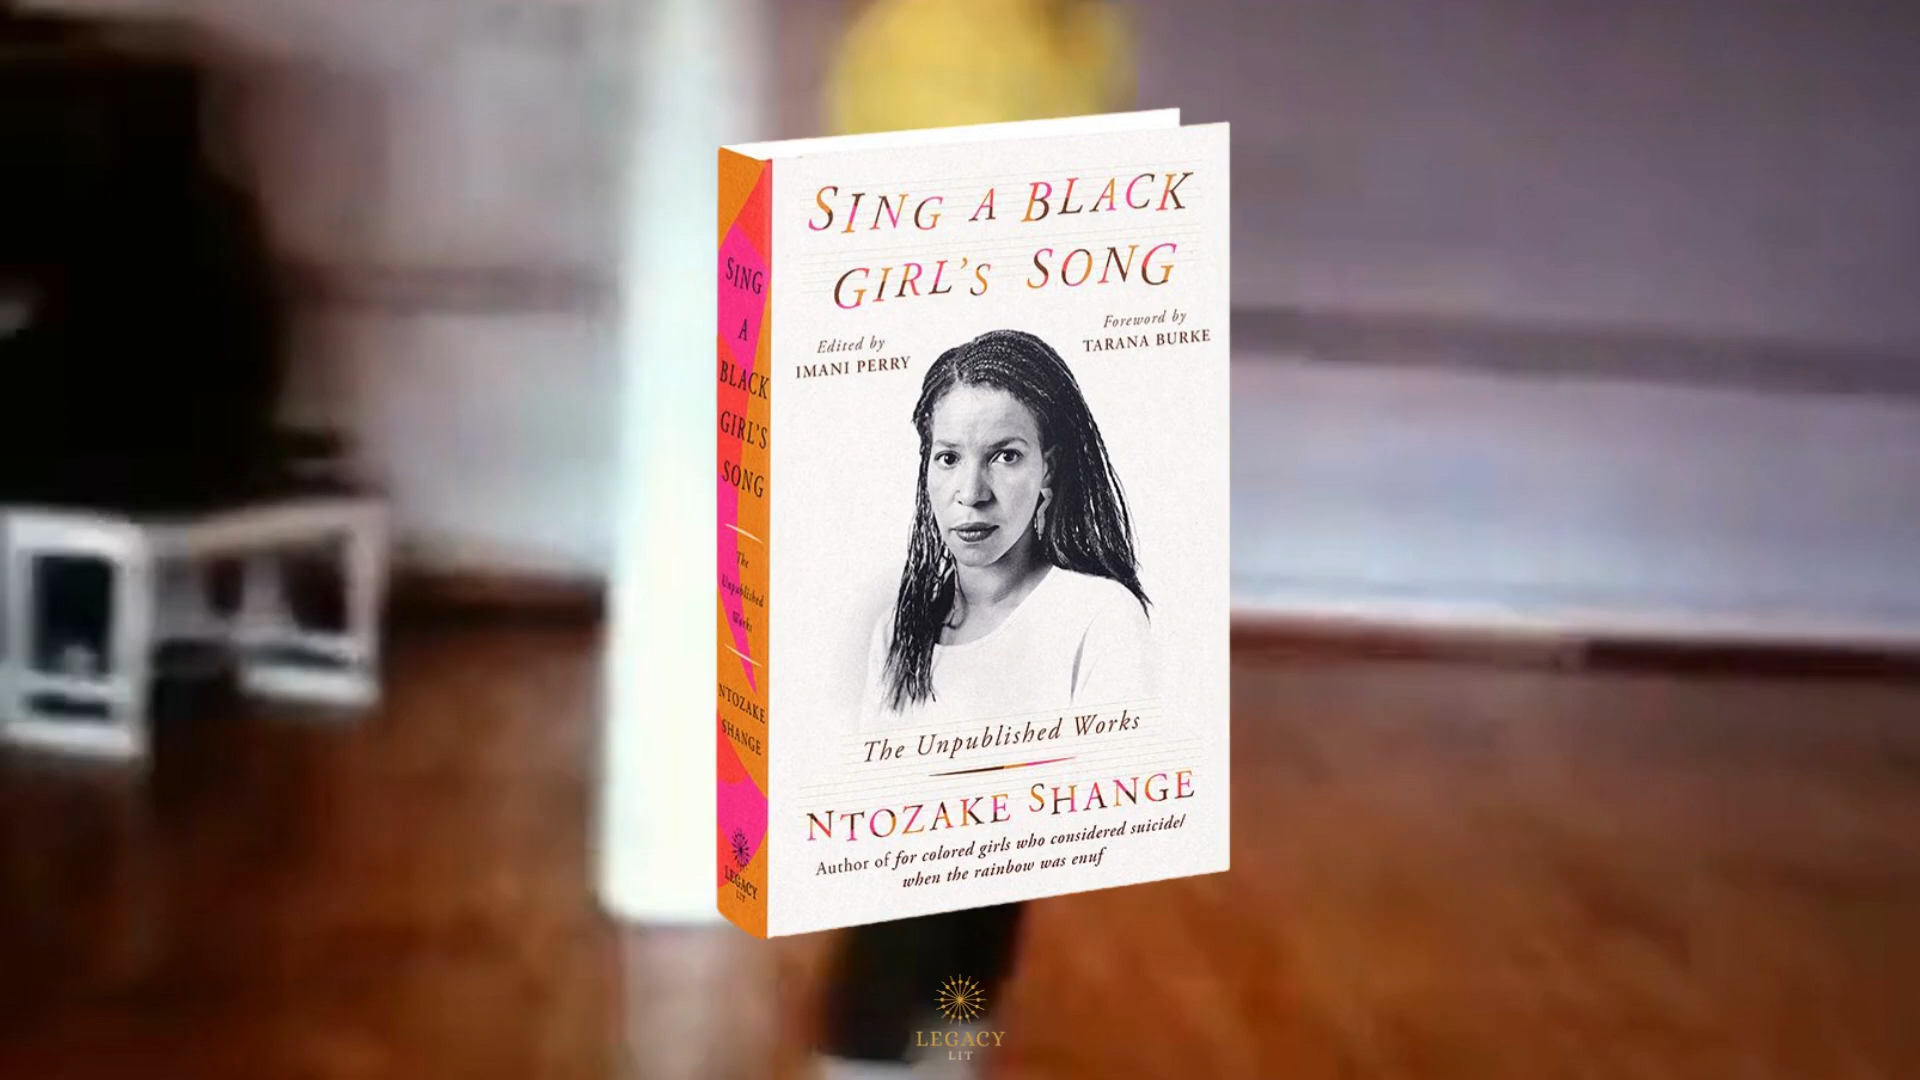 SING A BLACK
GIRL'S SONG
Edited by
IMANI PERRY
Foreword by
TARANA BURKE
The Unpublished Works
NTOZAKE SHANGE
Author of for colored girls who considered suicide/
when the rainbow was enuf
SING
A
BLACK
GIRL'S
SONG
The
Unpublished
Works
NTOZAKE
SHANGE
LEGACY
LIT
LEGACY
LIT